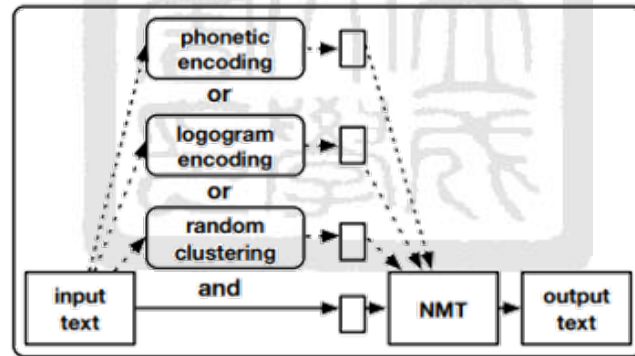 phonetic
encoding
or
logogram
encoding
or
random
clustering
and
input
text
NMT
output
text